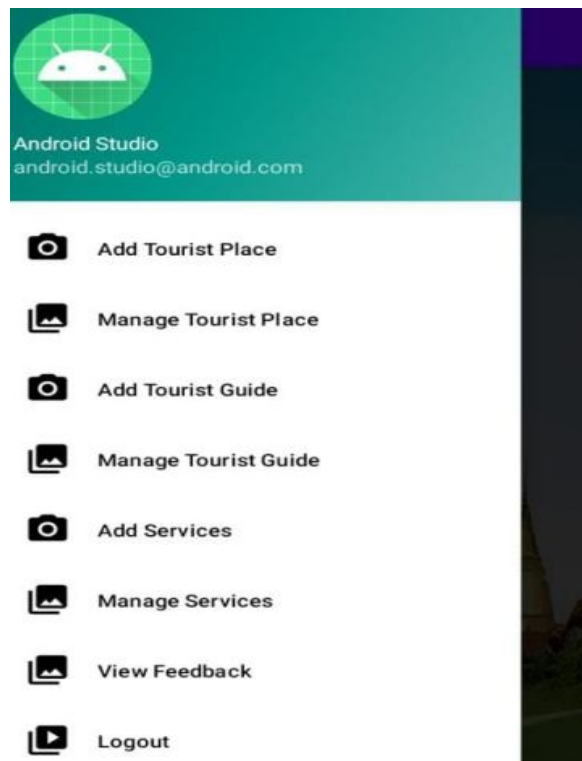 Android Studio
android.studio@android.com
Add Tourist Place
Manage Tourist Place
Add Tourist Guide
Manage Tourist Guide
Add Services
Manage Services
View Feedback
Logout